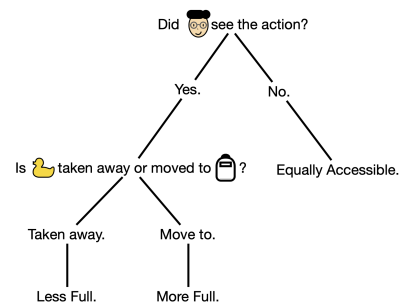 Did see the action?
Yes.
No.
Is taken away or moved to ?
Equally Accessible.
Taken away.
Move to.
Less Full.
More Full.